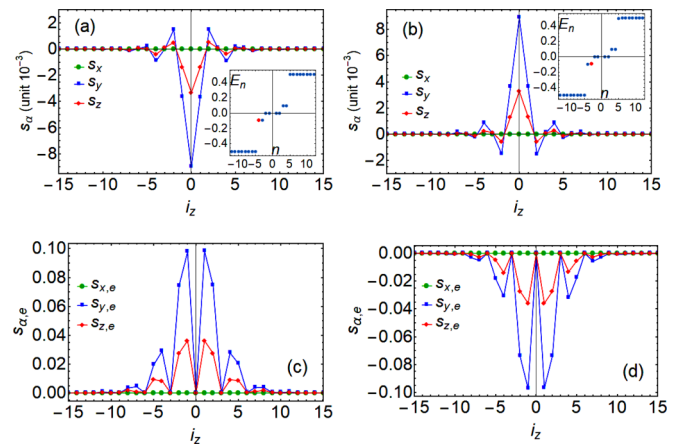 (a)
s_α (unit 10^-3)
2
0
−2
−4
−6
−8
s_x
s_y
s_z
E_n
0.4
0.2
0.0
−0.2
−0.4
−10 −5 0 5 10
n
−15 −10 −5 0 5 10 15
i_z
(b)
s_α (unit 10^-3)
8
6
4
2
0
−2
s_x
s_y
s_z
E_n
0.4
0.2
0.0
−0.2
−0.4
−10 −5 0 5 10
n
−15 −10 −5 0 5 10 15
i_z
s_α,e
0.10
0.08
0.06
0.04
0.02
0.00
s_x,e
s_y,e
s_z,e
(c)
−15 −10 −5 0 5 10 15
i_z
s_α,e
0.00
−0.02
−0.04
−0.06
−0.08
−0.10
s_x,e
s_y,e
s_z,e
(d)
−15 −10 −5 0 5 10 15
i_z